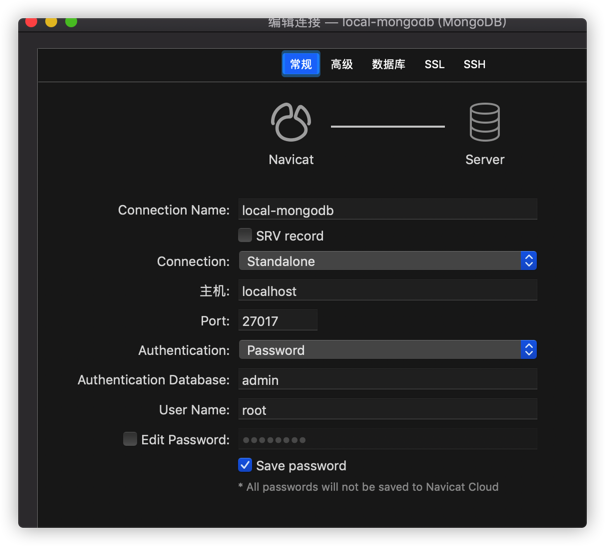 编辑连接 — local-mongodb (MongoDB)
常规 高级 数据库 SSL SSH
Navicat Server
Connection Name: local-mongodb
SRV record
Connection: Standalone
主机: localhost
Port: 27017
Authentication: Password
Authentication Database: admin
User Name: root
Edit Password: ●●●●●●●●
Save password
* All passwords will not be saved to Navicat Cloud